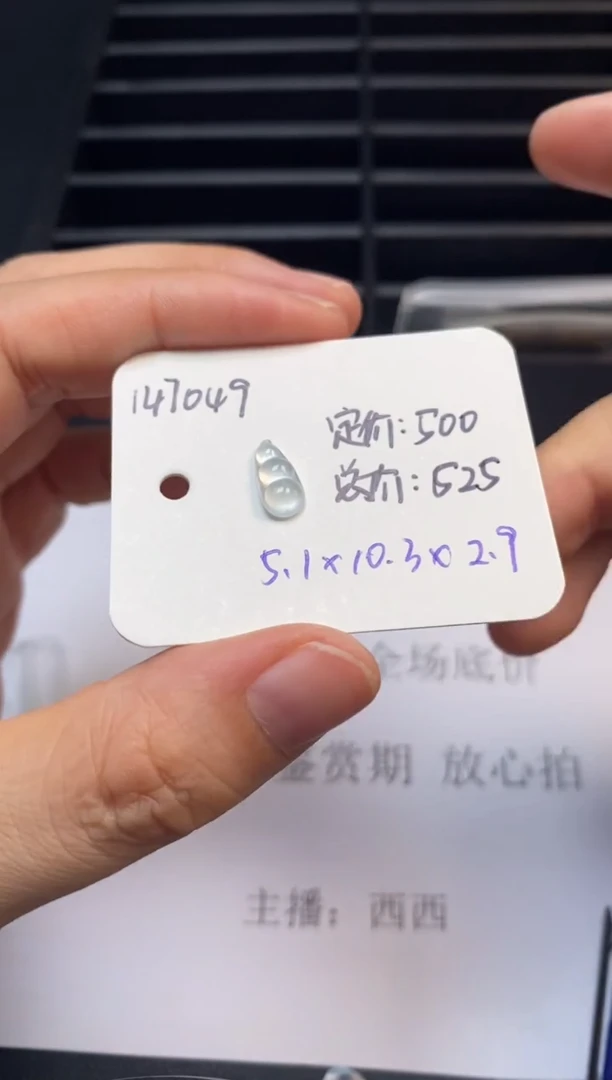 147049
定价:500
总价:525
5.1×10.3×2.9
全场底价
鉴赏期 放心拍
主播：西西